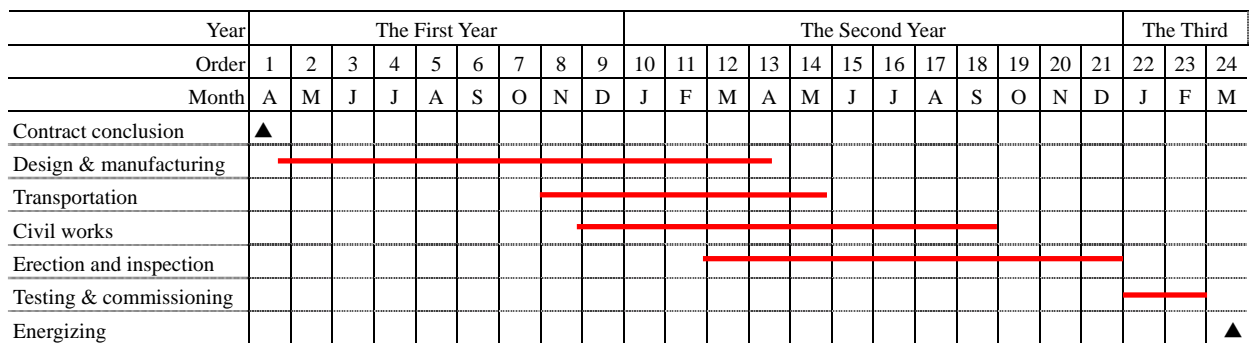 Year The First Year The Second Year The Third
Order 1 2 3 4 5 6 7 8 9 10 11 12 13 14 15 16 17 18 19 20 21 22 23 24
Month A M J J A S O N D J F M A M J J A S O N D J F M
Contract conclusion ▲
Design & manufacturing
Transportation
Civil works
Erection and inspection
Testing & commissioning
Energizing ▲